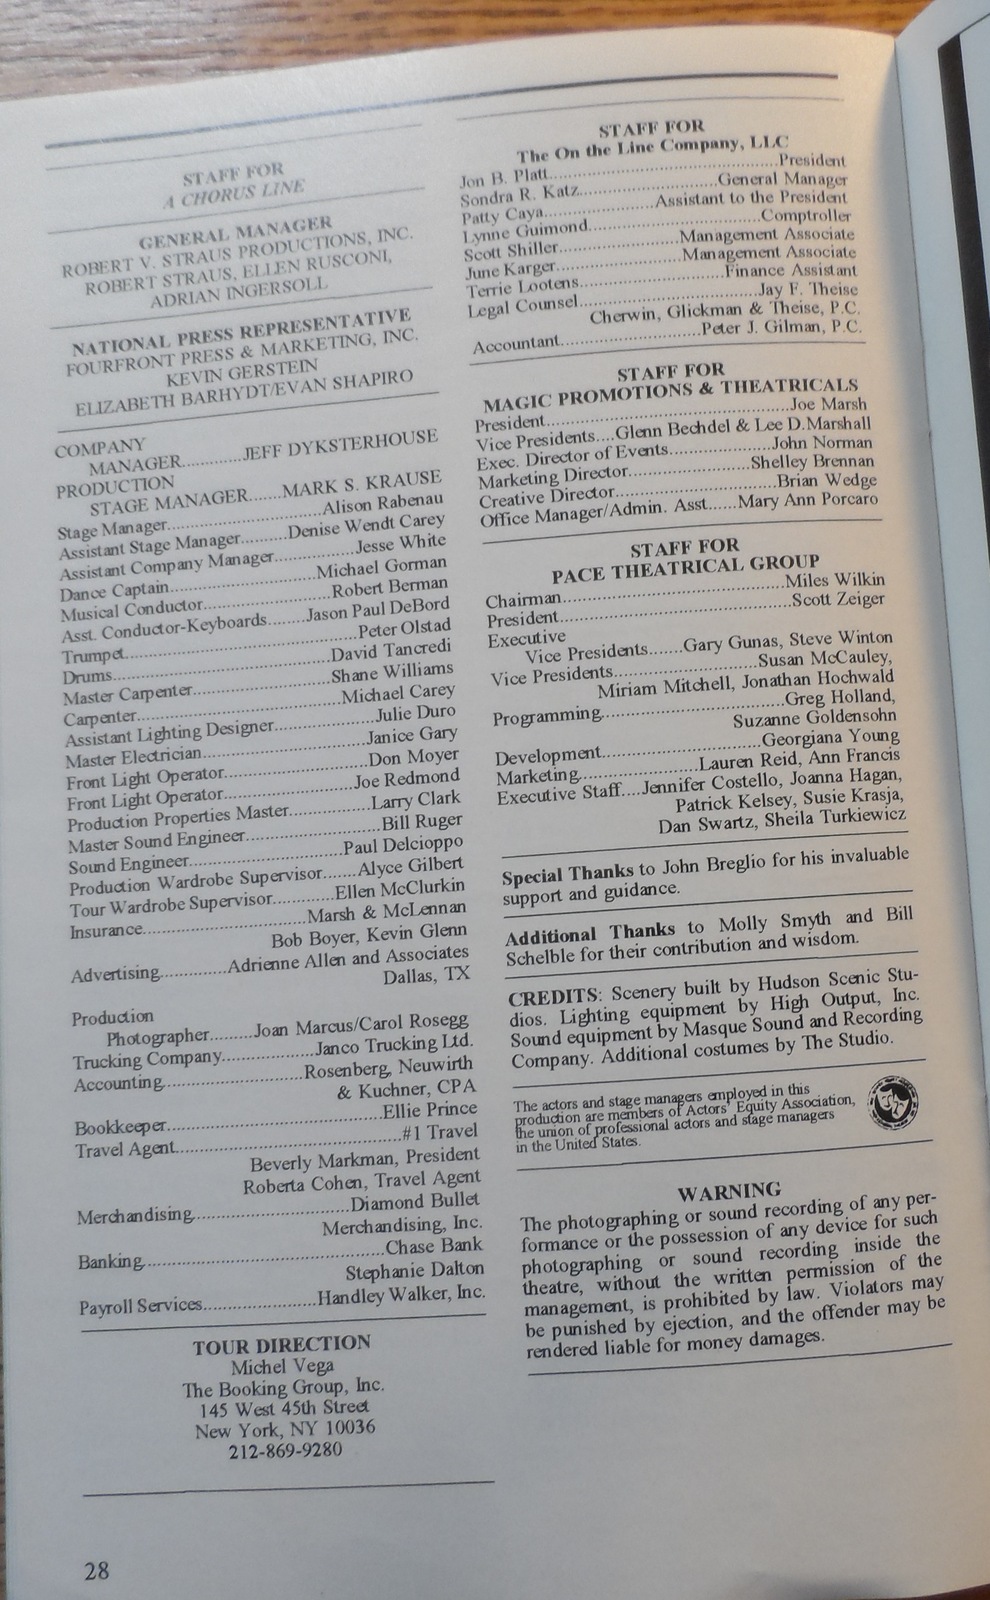 STAFF FOR
A CHORUS LINE
GENERAL MANAGER
ROBERT V. STRAUS PRODUCTIONS, INC.
ROBERT STRAUS, ELLEN RUSCONI,
ADRIAN INGERSOLL
NATIONAL PRESS REPRESENTATIVE
FOURFRONT PRESS & MARKETING, INC.
KEVIN GERSTEIN
ELIZABETH BARHYDT/EVAN SHAPIRO
COMPANY
MANAGER............JEFF DYKSTERHOUSE
PRODUCTION
STAGE MANAGER.......MARK S. KRAUSE
Stage Manager..............................Alison Rabenau
Assistant Stage Manager.........Denise Wendt Carey
Assistant Company Manager................Jesse White
Dance Captain.............................Michael Gorman
Musical Conductor.........................Robert Berman
Asst. Conductor-Keyboards........Jason Paul DeBord
Trumpet............................................Peter Olstad
Drums..........................................David Tancredi
Master Carpenter..........................Shane Williams
Carpenter.......................................Michael Carey
Assistant Lighting Designer....................Julie Duro
Master Electrician...............................Janice Gary
Front Light Operator...........................Don Moyer
Front Light Operator.........................Joe Redmond
Production Properties Master................Larry Clark
Master Sound Engineer..........................Bill Ruger
Sound Engineer..............................Paul Delcioppo
Production Wardrobe Supervisor.......Alyce Gilbert
Tour Wardrobe Supervisor............Ellen McClurkin
Insurance...............................Marsh & McLennan
Bob Boyer, Kevin Glenn
Advertising.............Adrienne Allen and Associates
Dallas, TX
Production
Photographer.........Joan Marcus/Carol Rosegg
Trucking Company..................Janco Trucking Ltd.
Accounting...........................Rosenberg, Neuwirth
& Kuchner, CPA
Bookkeeper..........................................Ellie Prince
Travel Agent...........................................#1 Travel
Beverly Markman, President
Roberta Cohen, Travel Agent
Merchandising..............................Diamond Bullet
Merchandising, Inc.
Banking..............................................Chase Bank
Stephanie Dalton
Payroll Services......................Handley Walker, Inc.
TOUR DIRECTION
Michel Vega
The Booking Group, Inc.
145 West 45th Street
New York, NY 10036
212-869-9280
28
STAFF FOR
The On the Line Company, LLC
Jon B. Platt............................................President
Sondra R. Katz..........................General Manager
Patty Caya.....................Assistant to the President
Lynne Guimond.................................Comptroller
Scott Shiller.......................Management Associate
June Karger.......................Management Associate
Terrie Lootens.........................Finance Assistant
Legal Counsel..................................Jay F. Theise
Cherwin, Glickman & Theise, P.C.
Accountant...........................Peter J. Gilman, P.C.
STAFF FOR
MAGIC PROMOTIONS & THEATRICALS
President...............................................Joe Marsh
Vice Presidents....Glenn Bechdel & Lee D.Marshall
Exec. Director of Events....................John Norman
Marketing Director.......................Shelley Brennan
Creative Director..............................Brian Wedge
Office Manager/Admin. Asst......Mary Ann Porcaro
STAFF FOR
PACE THEATRICAL GROUP
Chairman..........................................Miles Wilkin
President...........................................Scott Zeiger
Executive
Vice Presidents.......Gary Gunas, Steve Winton
Vice Presidents...........................Susan McCauley,
Miriam Mitchell, Jonathan Hochwald
Programming..................................Greg Holland,
Suzanne Goldensohn
Development..............................Georgiana Young
Marketing......................Lauren Reid, Ann Francis
Executive Staff....Jennifer Costello, Joanna Hagan,
Patrick Kelsey, Susie Krasja,
Dan Swartz, Sheila Turkiewicz
Special Thanks to John Breglio for his invaluable
support and guidance.
Additional Thanks to Molly Smyth and Bill
Schelble for their contribution and wisdom.
CREDITS: Scenery built by Hudson Scenic Stu-
dios. Lighting equipment by High Output, Inc.
Sound equipment by Masque Sound and Recording
Company. Additional costumes by The Studio.
The actors and stage managers employed in this
production are members of Actors' Equity Association,
the union of professional actors and stage managers
in the United States.
WARNING
The photographing or sound recording of any per-
formance or the possession of any device for such
photographing or sound recording inside the
theatre, without the written permission of the
management, is prohibited by law. Violators may
be punished by ejection, and the offender may be
rendered liable for money damages.